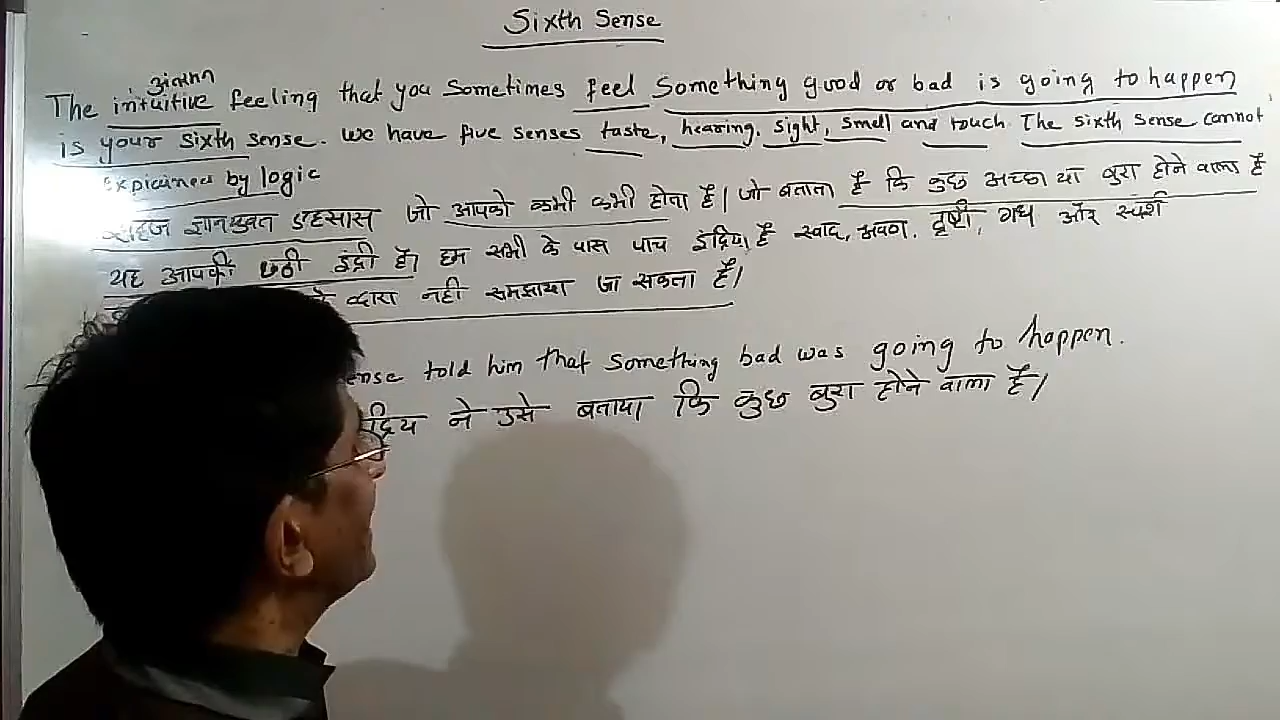 Sixth Sense
The intuitive feeling that you sometimes feel something good or bad is going to happen
is your sixth sense. We have five senses taste, hearing, sight, smell and touch. The sixth sense cannot
Explained by logic
सहज ज्ञानयुक्त एहसास जो आपको कभी कभी होता है। जो बताता है कि कुछ अच्छा या बुरा होने वाला है
यह आपकी छठी इंद्री है। हम सभी के पास पाच इंद्रिया है स्वाद, श्रवण, दृष्टी, गंध और स्पर्श
द्वारा नही समझाया जा सकता है।
ense told him that something bad was going to happen.
द्रिय ने उसे बताया कि कुछ बुरा होने वाला है।